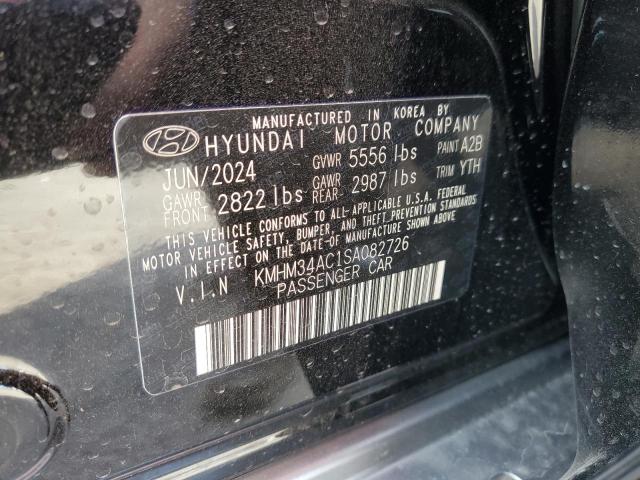 MANUFACTURED IN KOREA BY
HYUNDAI MOTOR COMPANY
JUN/2024 GVWR 5556 lbs PAINT A2B
GAWR FRONT 2822 lbs GAWR REAR 2987 lbs TRIM YTH
THIS VEHICLE CONFORMS TO ALL APPLICABLE U.S.A. FEDERAL
MOTOR VEHICLE SAFETY, BUMPER, AND THEFT PREVENTION STANDARDS
IN EFFECT ON THE DATE OF MANUFACTURE SHOWN ABOVE
V.I.N KMHM34AC1SA082726
PASSENGER CAR